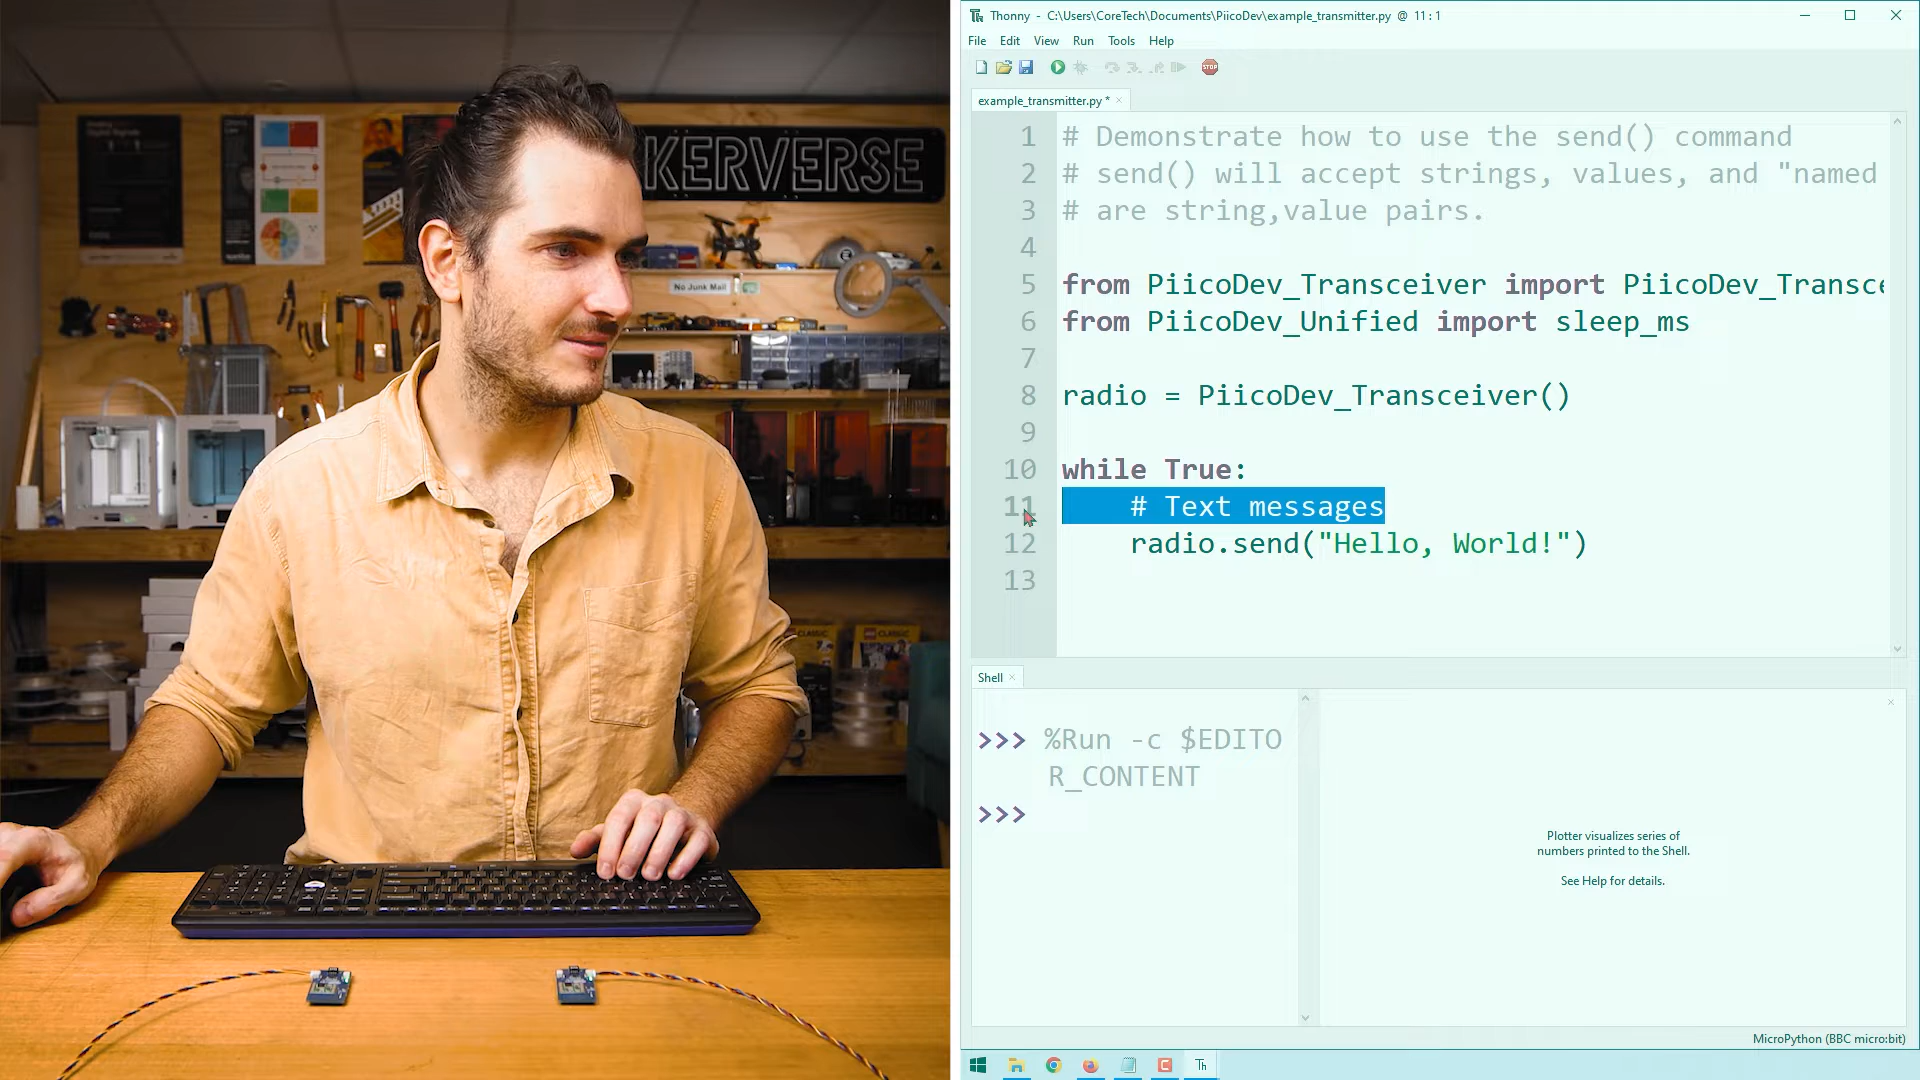 KERVERSE
No Junk Mail
CLASSIC
CLASSIC
Thonny - C:\Users\CoreTech\Documents\PiicoDev\example_transmitter.py @ 11 : 1
File Edit View Run Tools Help
STOP
example_transmitter.py *
1 # Demonstrate how to use the send() command
2 # send() will accept strings, values, and "named
3 # are string,value pairs.
4
5 from PiicoDev_Transceiver import PiicoDev_Transce
6 from PiicoDev_Unified import sleep_ms
7
8 radio = PiicoDev_Transceiver()
9
10 while True:
11 # Text messages
12 radio.send("Hello, World!")
13
Shell
>>> %Run -c $EDITO
R_CONTENT
>>>
Plotter visualizes series of
numbers printed to the Shell.
See Help for details.
MicroPython (BBC micro:bit)
Th